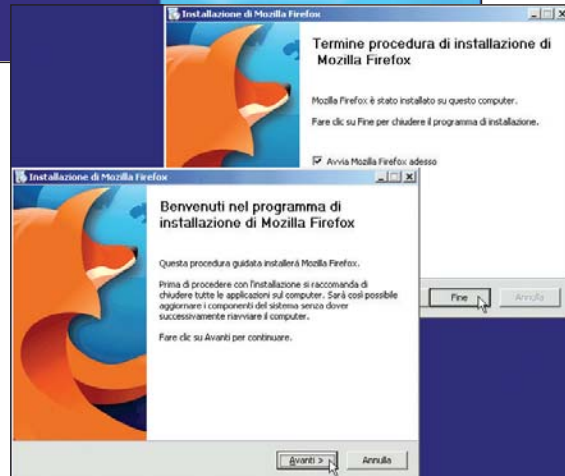 Installazione di Mozilla Firefox
Termine procedura di installazione di
Mozilla Firefox
Mozilla Firefox è stato installato su questo computer.
Fare clic su Fine per chiudere il programma di installazione.
Avvia Mozilla Firefox adesso
Fine
Annulla
Installazione di Mozilla Firefox
Benvenuti nel programma di
installazione di Mozilla Firefox
Questa procedura guidata installerà Mozilla Firefox.
Prima di procedere con l'installazione si raccomanda di
chiudere tutte le applicazioni sul computer. Sarà così possibile
aggiornare i componenti del sistema senza dover
successivamente riavviare il computer.
Fare clic su Avanti per continuare.
Avanti >
Annulla